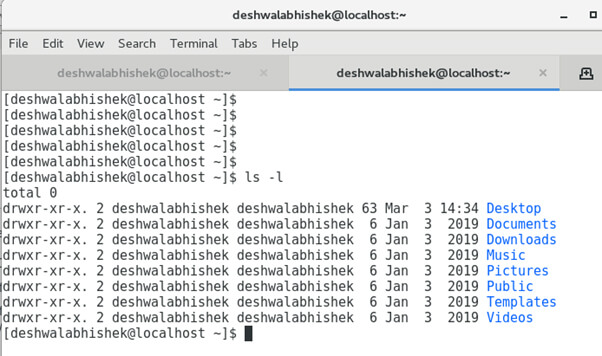 deshwalabhishek@localhost:~
File Edit View Search Terminal Tabs Help
deshwalabhishek@localhost:~ × deshwalabhishek@localhost:~ ×
[deshwalabhishek@localhost ~]$
[deshwalabhishek@localhost ~]$
[deshwalabhishek@localhost ~]$
[deshwalabhishek@localhost ~]$
[deshwalabhishek@localhost ~]$
[deshwalabhishek@localhost ~]$ ls -l
total 0
drwxr-xr-x. 2 deshwalabhishek deshwalabhishek 63 Mar  3 14:34 Desktop
drwxr-xr-x. 2 deshwalabhishek deshwalabhishek  6 Jan  3  2019 Documents
drwxr-xr-x. 2 deshwalabhishek deshwalabhishek  6 Jan  3  2019 Downloads
drwxr-xr-x. 2 deshwalabhishek deshwalabhishek  6 Jan  3  2019 Music
drwxr-xr-x. 2 deshwalabhishek deshwalabhishek  6 Jan  3  2019 Pictures
drwxr-xr-x. 2 deshwalabhishek deshwalabhishek  6 Jan  3  2019 Public
drwxr-xr-x. 2 deshwalabhishek deshwalabhishek  6 Jan  3  2019 Templates
drwxr-xr-x. 2 deshwalabhishek deshwalabhishek  6 Jan  3  2019 Videos
[deshwalabhishek@localhost ~]$